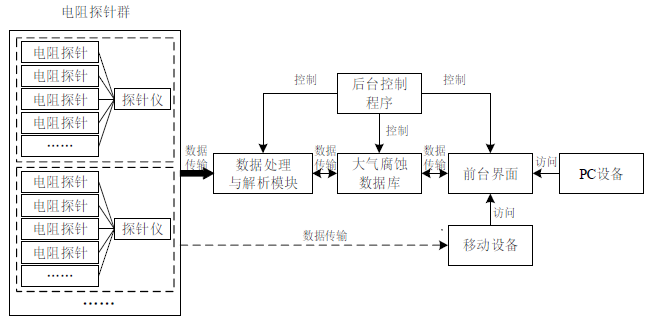 电阻探针群
电阻探针
电阻探针
电阻探针
电阻探针
……
探针仪
电阻探针
电阻探针
电阻探针
电阻探针
……
探针仪
……
数据
传输
数据处理
与解析模块
数据
传输
大气腐蚀
数据库
数据
传输
前台界面
访问
PC设备
控制
后台控制
程序
控制
控制
访问
移动设备
数据传输